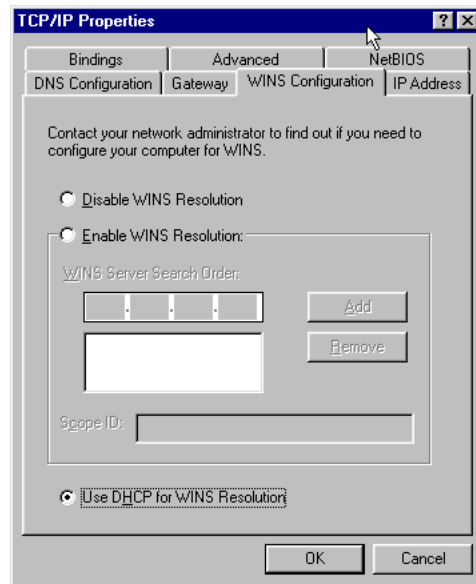 TCP/IP Properties
Bindings Advanced NetBIOS
DNS Configuration Gateway WINS Configuration IP Address
Contact your network administrator to find out if you need to
configure your computer for WINS.
Disable WINS Resolution
Enable WINS Resolution:
WINS Server Search Order:
Add
Remove
Scope ID:
Use DHCP for WINS Resolution
OK Cancel